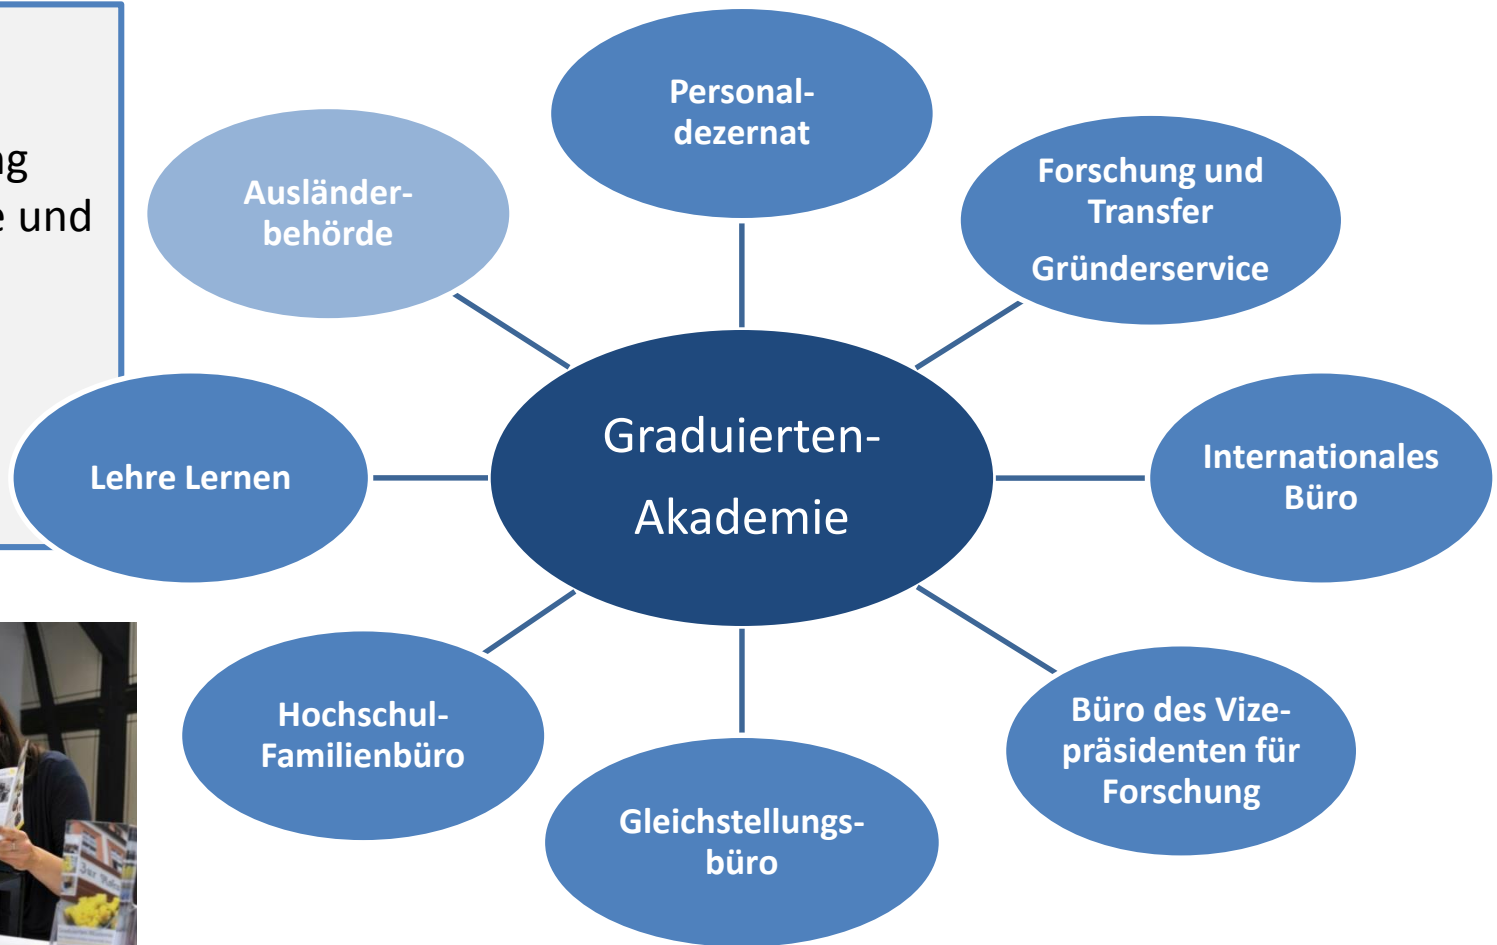 e und
Personal-
dezernat
Forschung und
Transfer
Gründerservice
Ausländer-
behörde
Graduierten-
Akademie
Internationales
Büro
Lehre Lernen
Hochschul-
Familienbüro
Büro des Vize-
präsidenten für
Forschung
Gleichstellungs-
büro